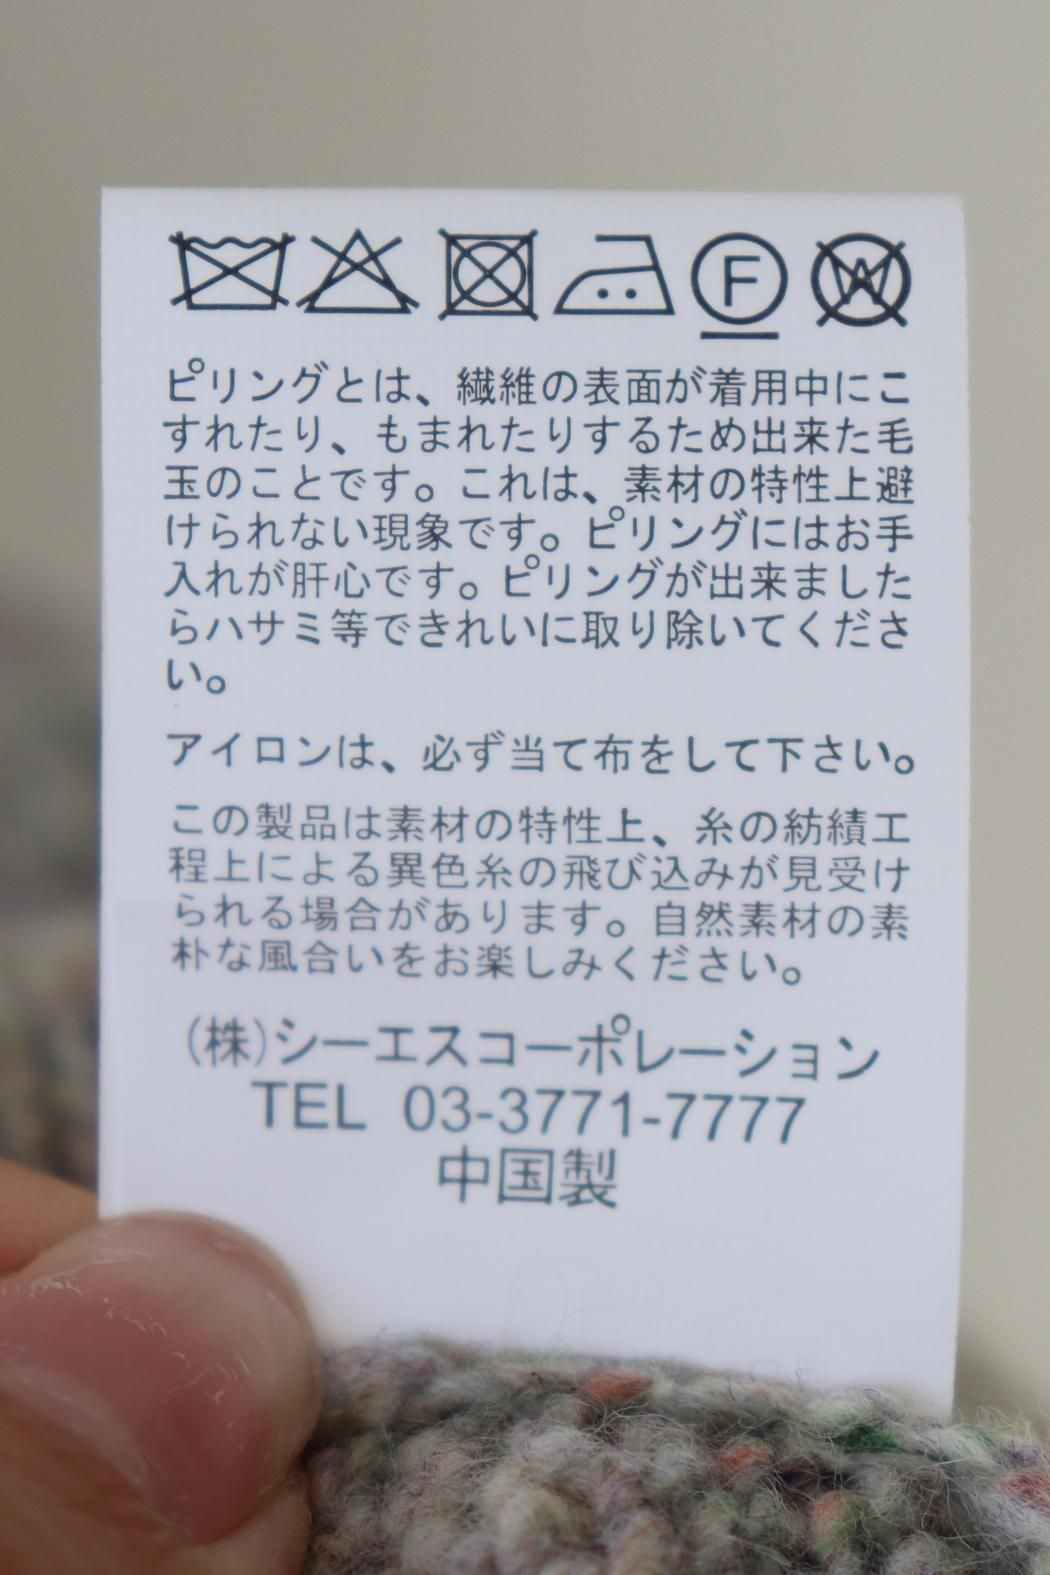 F W
ピリングとは、繊維の表面が着用中にこ
すれたり、もまれたりするため出来た毛
玉のことです。これは、素材の特性上避
けられない現象です。ピリングにはお手
入れが肝心です。ピリングが出来ました
らハサミ等できれいに取り除いてくださ
い。
アイロンは、必ず当て布をして下さい。
この製品は素材の特性上、糸の紡績工
程上による異色糸の飛び込みが見受け
られる場合があります。自然素材の素
朴な風合いをお楽しみください。
(株)シーエスコーポレーション
TEL 03-3771-7777
中国製